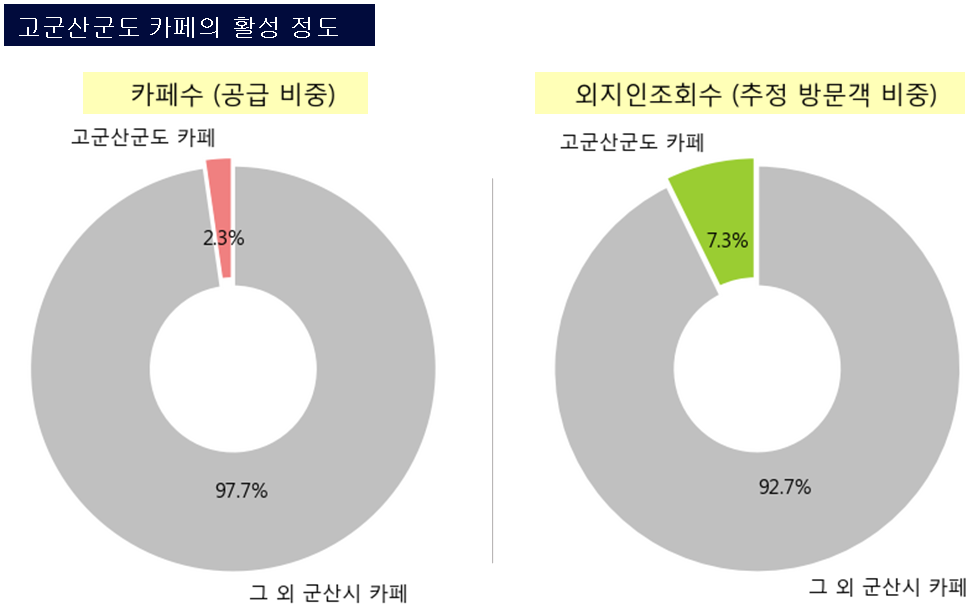 고군산군도 카페의 활성 정도
카페수 (공급 비중)
고군산군도 카페
2.3%
97.7%
그 외 군산시 카페
외지인조회수 (추정 방문객 비중)
고군산군도 카페
7.3%
92.7%
그 외 군산시 카페